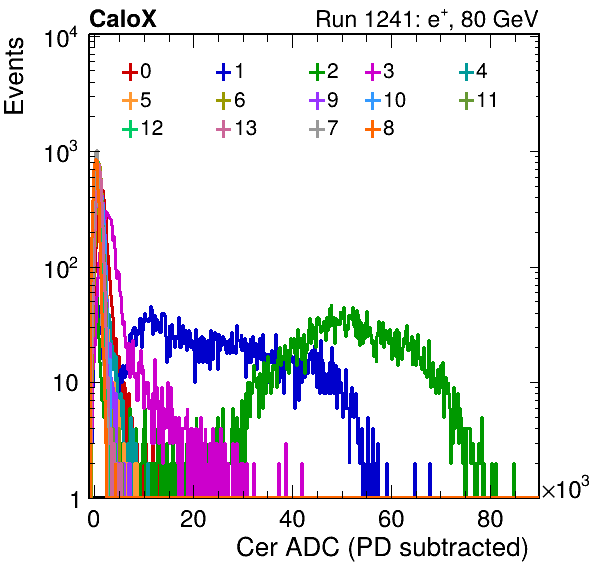 CaloX Run 1241: e⁺, 80 GeV
Events
10⁴
0 1 2 3 4
5 6 9 10 11
12 13 7 8
10³
10²
10
1
0 20 40 60 80 ×10³
Cer ADC (PD subtracted)